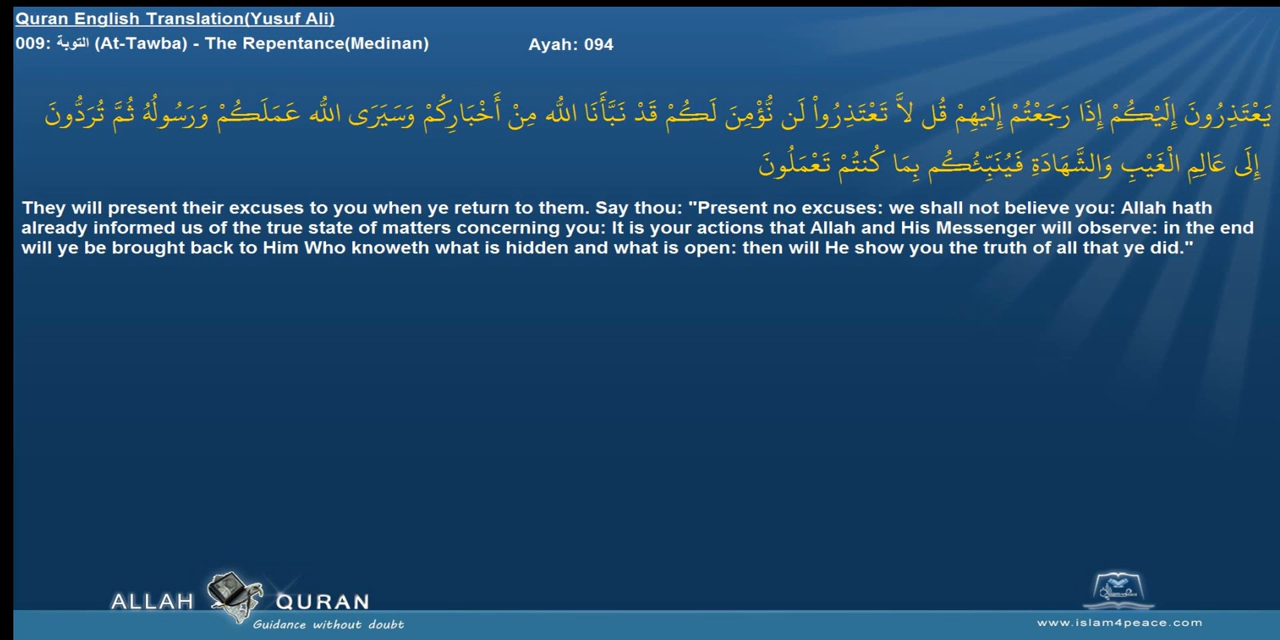 Quran English Translation(Yusuf Ali)
009: التوبة (At-Tawba) - The Repentance(Medinan) Ayah: 094
يَعْتَذِرُونَ إِلَيْكُمْ إِذَا رَجَعْتُمْ إِلَيْهِمْ قُل لاَّ تَعْتَذِرُواْ لَن نُّؤْمِنَ لَكُمْ قَدْ نَبَّأَنَا اللّهُ مِنْ أَخْبَارِكُمْ وَسَيَرَى اللّهُ عَمَلَكُمْ وَرَسُولُهُ ثُمَّ تُرَدُّونَ
إِلَى عَالِمِ الْغَيْبِ وَالشَّهَادَةِ فَيُنَبِّئُكُم بِمَا كُنتُمْ تَعْمَلُونَ
They will present their excuses to you when ye return to them. Say thou: "Present no excuses: we shall not believe you: Allah hath
already informed us of the true state of matters concerning you: It is your actions that Allah and His Messenger will observe: in the end
will ye be brought back to Him Who knoweth what is hidden and what is open: then will He show you the truth of all that ye did."
ALLAH QURAN
Guidance without doubt
www.islam4peace.com